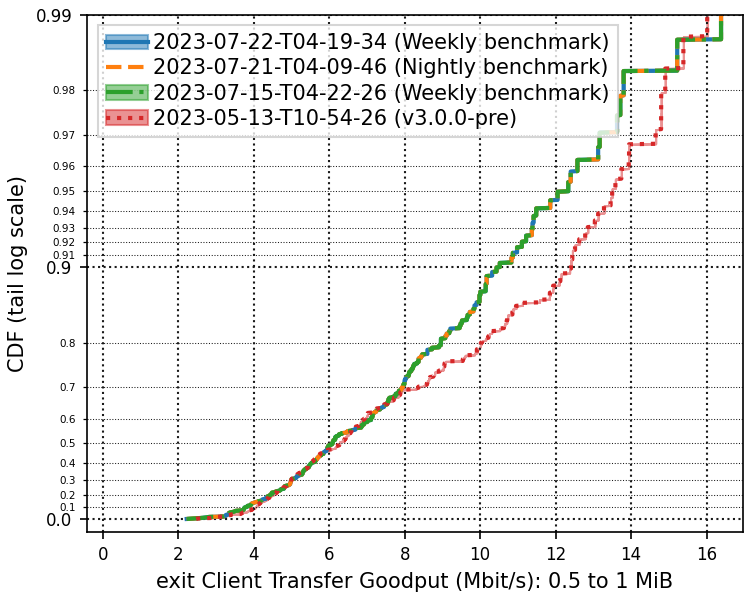 0.99
2023-07-22-T04-19-34 (Weekly benchmark)
2023-07-21-T04-09-46 (Nightly benchmark)
2023-07-15-T04-22-26 (Weekly benchmark)
2023-05-13-T10-54-26 (v3.0.0-pre)
0.98
0.97
0.96
0.95
0.94
0.93
0.92
0.91
0.9
0.8
0.7
0.6
0.5
0.4
0.3
0.2
0.1
0.0
CDF (tail log scale)
0 2 4 6 8 10 12 14 16
exit Client Transfer Goodput (Mbit/s): 0.5 to 1 MiB